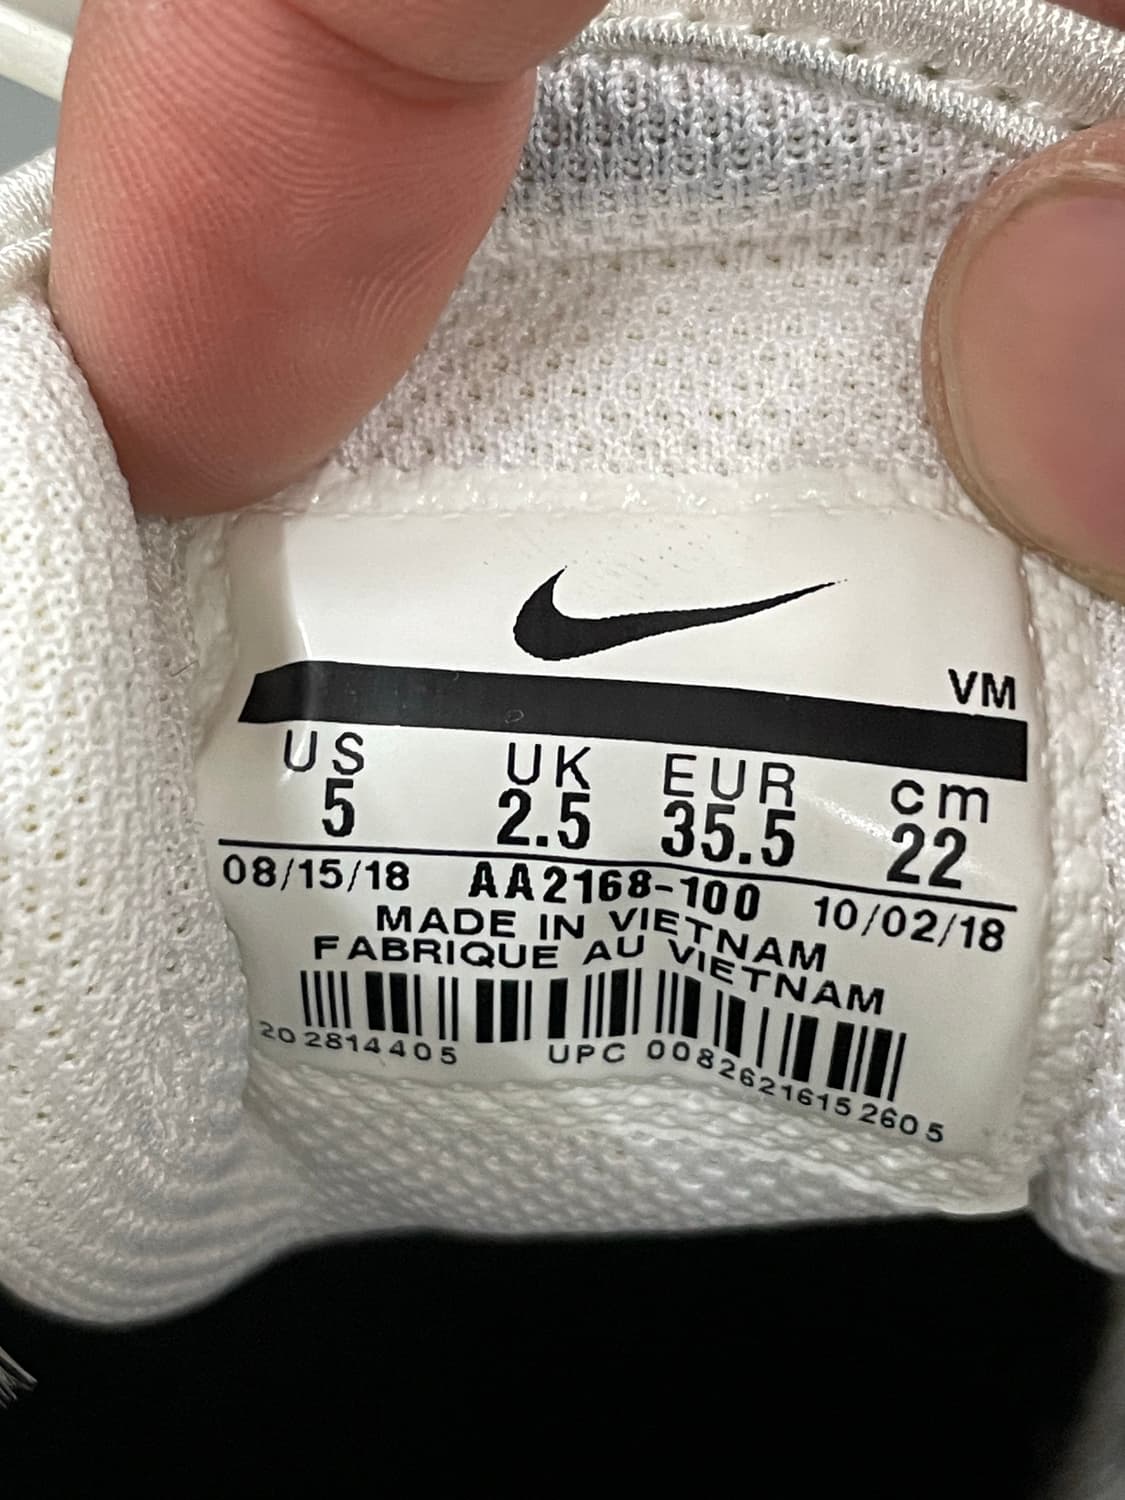 VM
US UK EUR cm
5 2.5 35.5 22
08/15/18 AA2168-100 10/02/18
MADE IN VIETNAM
FABRIQUE AU VIETNAM
202814405 UPC 00826216152605